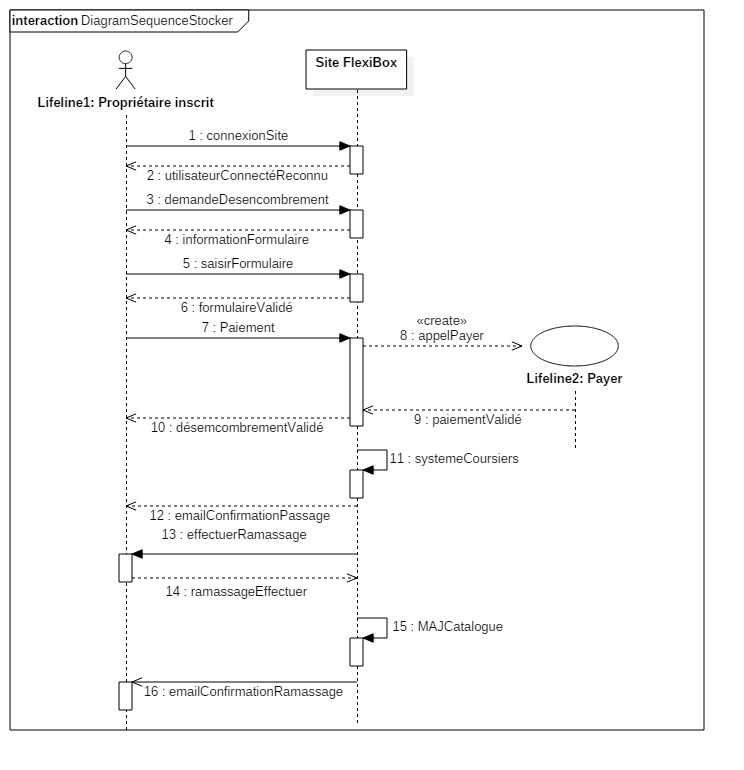 interaction DiagramSequenceStocker
Site FlexiBox
Lifeline1: Propriétaire inscrit
1 : connexionSite
2 : utilisateurConnectéReconnu
3 : demandeDesencombrement
4 : informationFormulaire
5 : saisirFormulaire
6 : formulaireValidé
7 : Paiement
«create»
8 : appelPayer
Lifeline2: Payer
9 : paiementValidé
10 : désemcombrementValidé
11 : systemeCoursiers
12 : emailConfirmationPassage
13 : effectuerRamassage
14 : ramassageEffectuer
15 : MAJCatalogue
16 : emailConfirmationRamassage